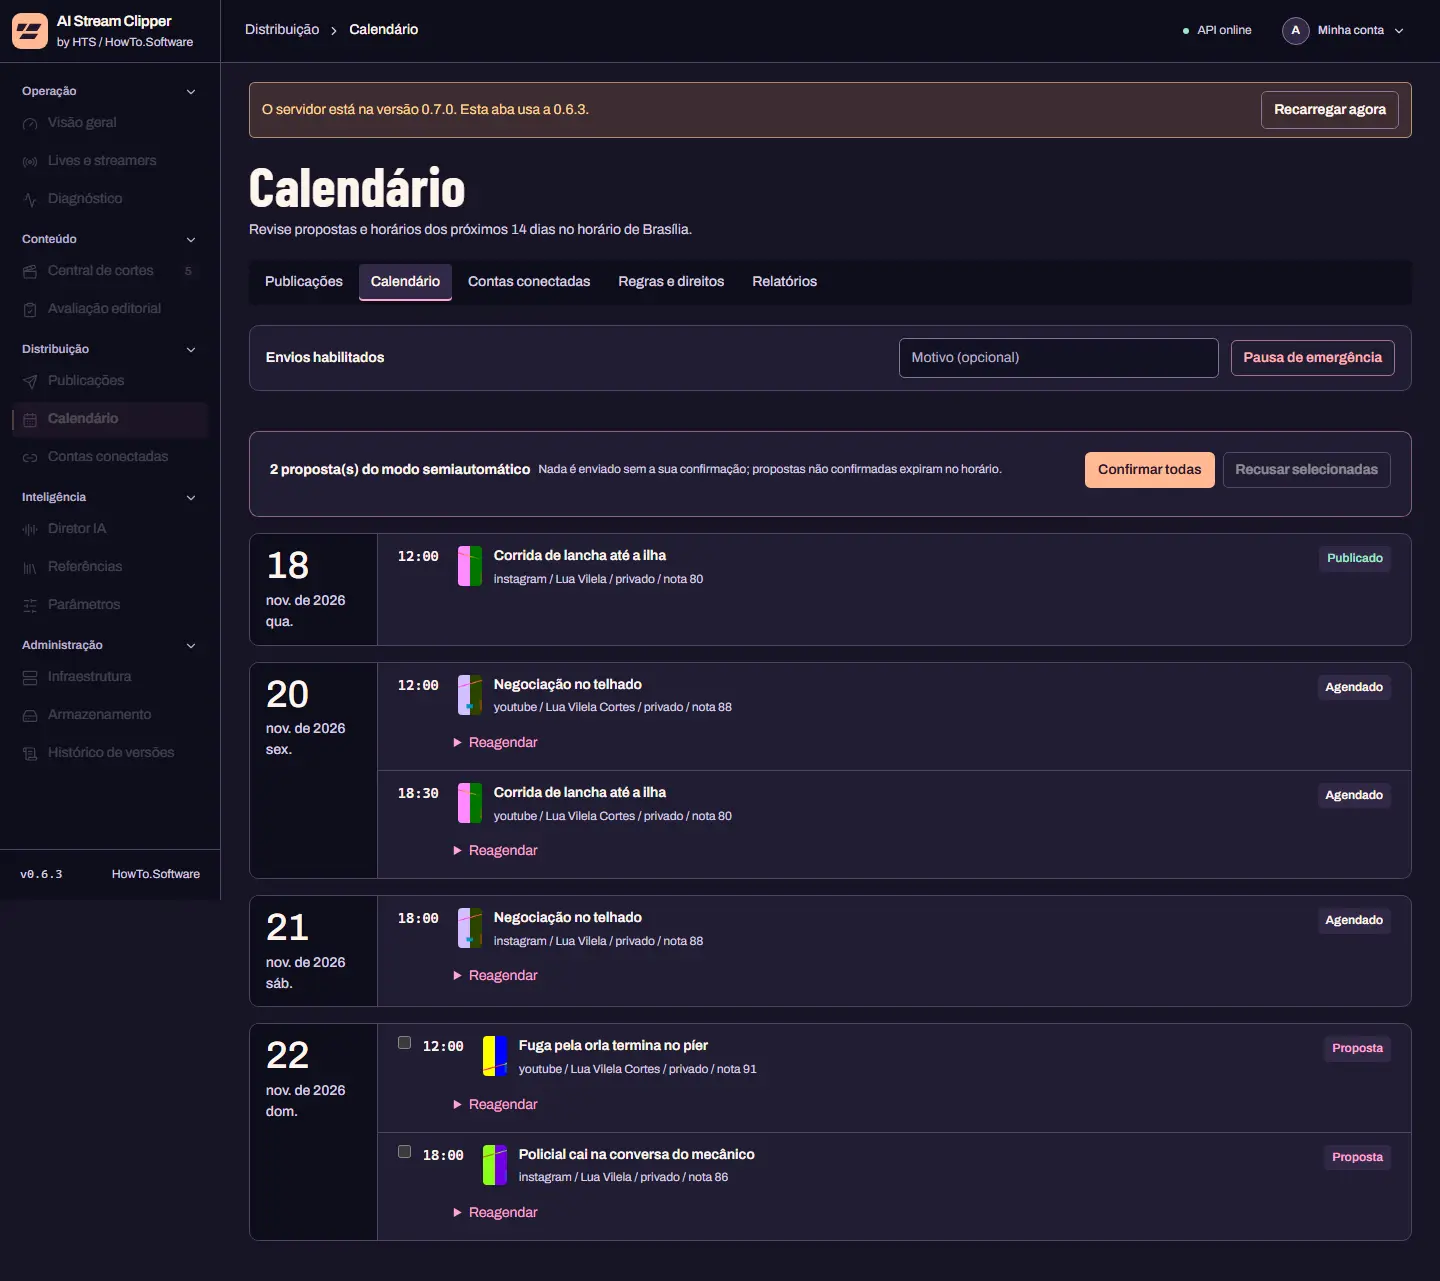 AI Stream Clipper
by HTS / HowTo.Software
Distribuição > Calendário
API online
A
Minha conta
Operação
Visão geral
Lives e streamers
Diagnóstico
Conteúdo
Central de cortes 5
Avaliação editorial
Distribuição
Publicações
Calendário
Contas conectadas
Inteligência
Diretor IA
Referências
Parâmetros
Administração
Infraestrutura
Armazenamento
Histórico de versões
v0.6.3
HowTo.Software
O servidor está na versão 0.7.0. Esta aba usa a 0.6.3.
Recarregar agora
Calendário
Revise propostas e horários dos próximos 14 dias no horário de Brasília.
Publicações
Calendário
Contas conectadas
Regras e direitos
Relatórios
Envios habilitados
Motivo (opcional)
Pausa de emergência
2 proposta(s) do modo semiautomático Nada é enviado sem a sua confirmação; propostas não confirmadas expiram no horário.
Confirmar todas
Recusar selecionadas
18
nov. de 2026
qua.
12:00
Corrida de lancha até a ilha
instagram / Lua Vilela / privado / nota 80
Publicado
20
nov. de 2026
sex.
12:00
Negociação no telhado
youtube / Lua Vilela Cortes / privado / nota 88
Agendado
Reagendar
18:30
Corrida de lancha até a ilha
youtube / Lua Vilela Cortes / privado / nota 80
Agendado
Reagendar
21
nov. de 2026
sáb.
18:00
Negociação no telhado
instagram / Lua Vilela / privado / nota 88
Agendado
Reagendar
22
nov. de 2026
dom.
12:00
Fuga pela orla termina no píer
youtube / Lua Vilela Cortes / privado / nota 91
Proposta
Reagendar
18:00
Policial cai na conversa do mecânico
instagram / Lua Vilela / privado / nota 86
Proposta
Reagendar